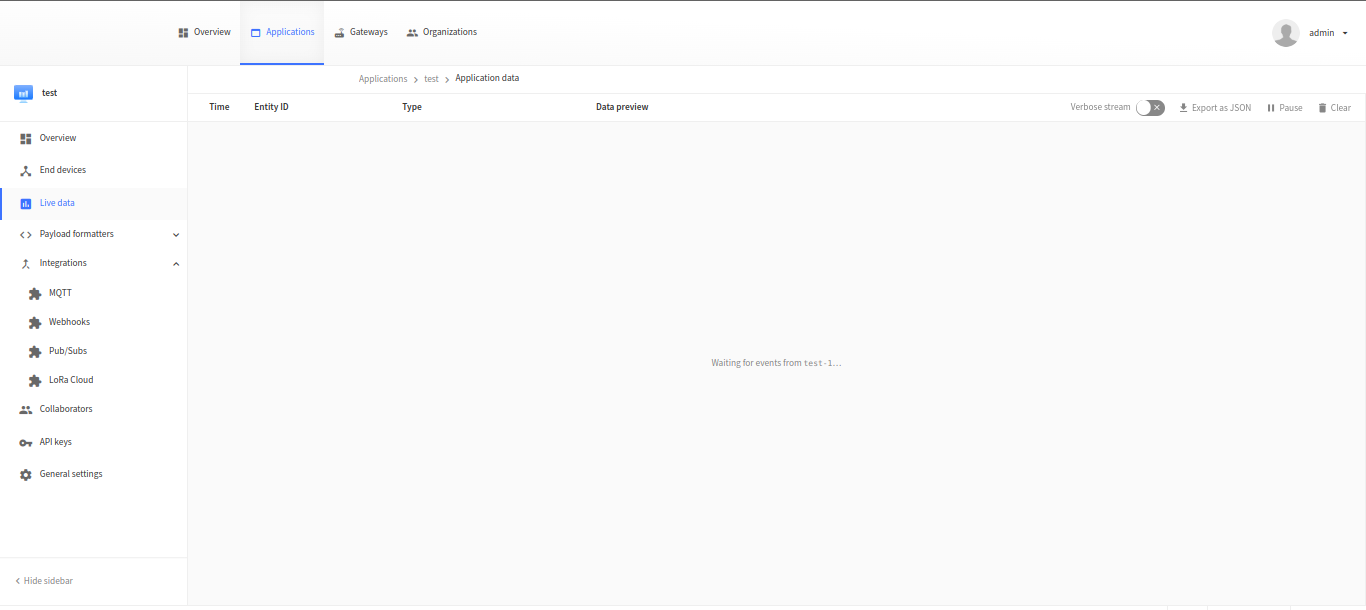 Overview Applications Gateways Organizations admin
Applications > test > Application data
test
Time Entity ID Type Data preview Verbose stream Export as JSON Pause Clear
Overview
End devices
Live data
Payload formatters
Integrations
MQTT
Webhooks
Pub/Subs
LoRa Cloud
Collaborators
API keys
General settings
Waiting for events from test-1...
Hide sidebar